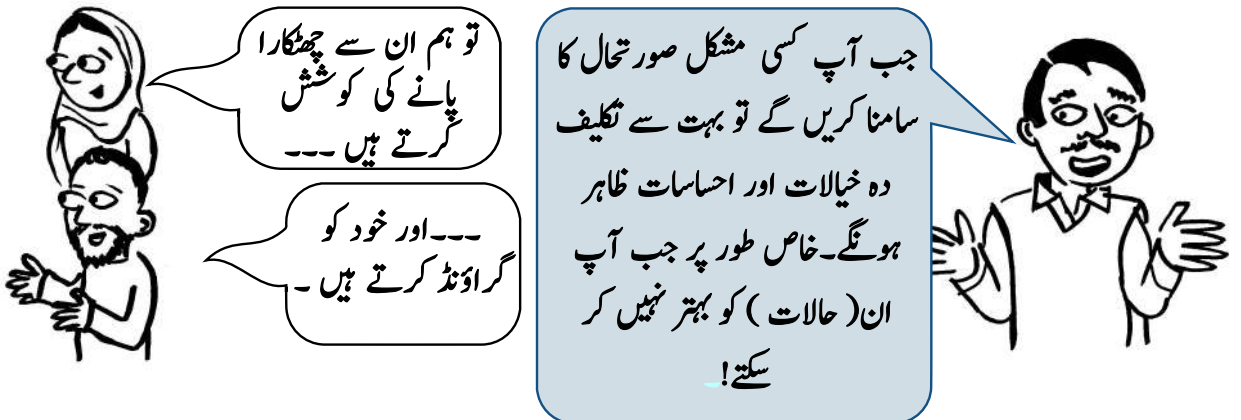 جب آپ کسی مشکل صورتحال کا
سامنا کریں گے تو بہت سے تکلیف
دہ خیالات اور احساسات ظاہر
ہونگے۔خاص طور پر جب آپ
ان( حالات ) کو بہتر نہیں کر
سکتے!۔
تو ہم ان سے چھٹکارا
پانے کی کوشش
کرتے ہیں ۔۔۔
۔۔۔اور خود کو
گراؤنڈ کرتے ہیں ۔